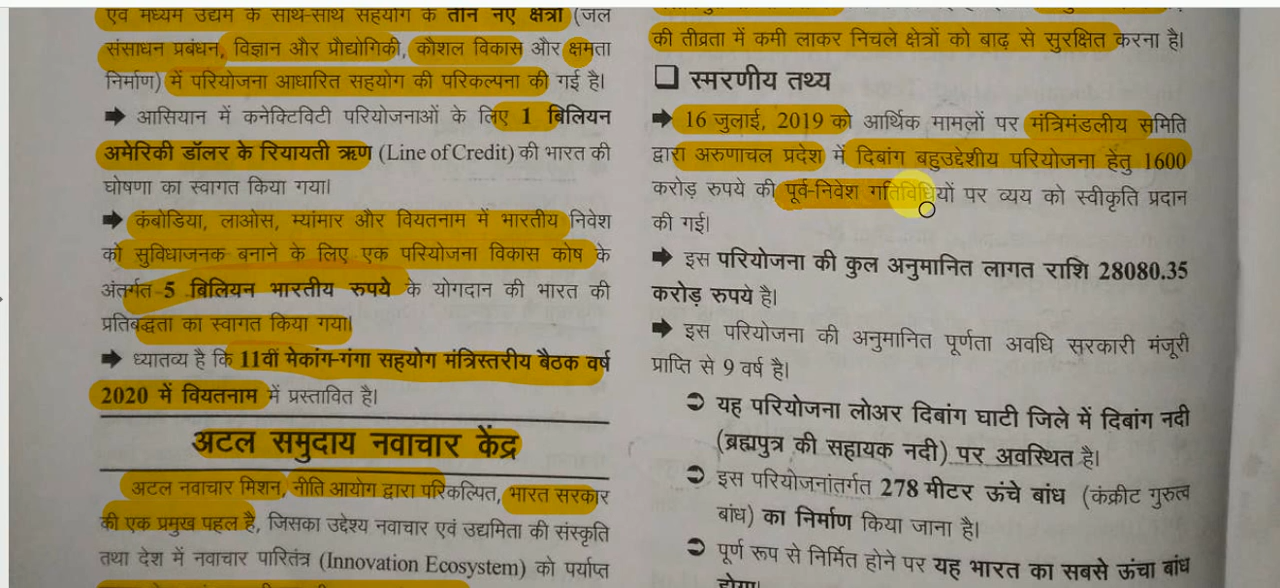 एवं मध्यम उद्यम के साथ-साथ सहयोग के तीन नए क्षेत्रों (जल
संसाधन प्रबंधन, विज्ञान और प्रौद्योगिकी, कौशल विकास और क्षमता
निर्माण) में परियोजना आधारित सहयोग की परिकल्पना की गई है।
➡ आसियान में कनेक्टिविटी परियोजनाओं के लिए 1 बिलियन
अमेरिकी डॉलर के रियायती ऋण (Line of Credit) की भारत की
घोषणा का स्वागत किया गया।
➡ कंबोडिया, लाओस, म्यांमार और वियतनाम में भारतीय निवेश
को सुविधाजनक बनाने के लिए एक परियोजना विकास कोष के
अंतर्गत 5 बिलियन भारतीय रुपये के योगदान की भारत की
प्रतिबद्धता का स्वागत किया गया।
➡ ध्यातव्य है कि 11वीं मेकांग-गंगा सहयोग मंत्रिस्तरीय बैठक वर्ष
2020 में वियतनाम में प्रस्तावित है।
अटल समुदाय नवाचार केंद्र
अटल नवाचार मिशन, नीति आयोग द्वारा परिकल्पित, भारत सरकार
की एक प्रमुख पहल है, जिसका उद्देश्य नवाचार एवं उद्यमिता की संस्कृति
तथा देश में नवाचार पारितंत्र (Innovation Ecosystem) को पर्याप्त
की तीव्रता में कमी लाकर निचले क्षेत्रों को बाढ़ से सुरक्षित करना है।
❑ स्मरणीय तथ्य
➡ 16 जुलाई, 2019 को आर्थिक मामलों पर मंत्रिमंडलीय समिति
द्वारा अरुणाचल प्रदेश में दिबांग बहुउद्देशीय परियोजना हेतु 1600
करोड़ रुपये की पूर्व-निवेश गतिविधियों पर व्यय को स्वीकृति प्रदान
की गई।
➡ इस परियोजना की कुल अनुमानित लागत राशि 28080.35
करोड़ रुपये है।
➡ इस परियोजना की अनुमानित पूर्णता अवधि सरकारी मंजूरी
प्राप्ति से 9 वर्ष है।
➲ यह परियोजना लोअर दिबांग घाटी जिले में दिबांग नदी
(ब्रह्मपुत्र की सहायक नदी) पर अवस्थित है।
➲ इस परियोजनांतर्गत 278 मीटर ऊंचे बांध (कंक्रीट गुरुत्व
बांध) का निर्माण किया जाना है।
➲ पूर्ण रूप से निर्मित होने पर यह भारत का सबसे ऊंचा बांध
होगा।